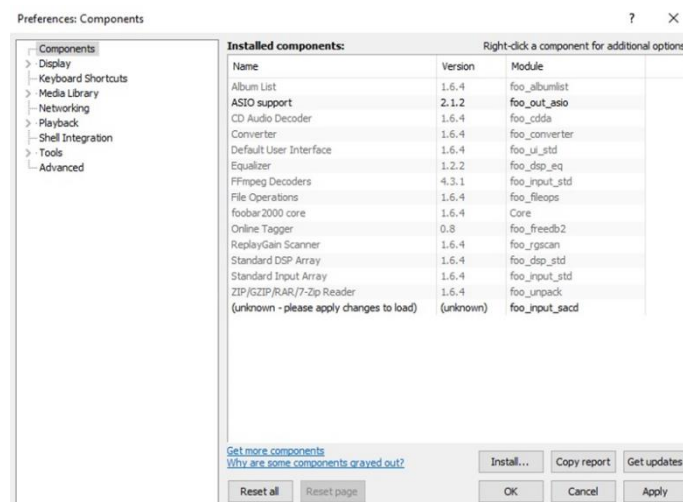 Preferences: Components
? ×
Components
Display
Keyboard Shortcuts
Media Library
Networking
Playback
Shell Integration
Tools
Advanced
Installed components: Right-click a component for additional options
Name Version Module
Album List 1.6.4 foo_albumlist
ASIO support 2.1.2 foo_out_asio
CD Audio Decoder 1.6.4 foo_cdda
Converter 1.6.4 foo_converter
Default User Interface 1.6.4 foo_ui_std
Equalizer 1.2.2 foo_dsp_eq
FFmpeg Decoders 4.3.1 foo_input_std
File Operations 1.6.4 foo_fileops
foobar2000 core 1.6.4 Core
Online Tagger 0.8 foo_freedb2
ReplayGain Scanner 1.6.4 foo_rgscan
Standard DSP Array 1.6.4 foo_dsp_std
Standard Input Array 1.6.4 foo_input_std
ZIP/GZIP/RAR/7-Zip Reader 1.6.4 foo_unpack
(unknown - please apply changes to load) (unknown) foo_input_sacd
Get more components
Why are some components grayed out?
Install... Copy report Get updates
Reset all Reset page OK Cancel Apply